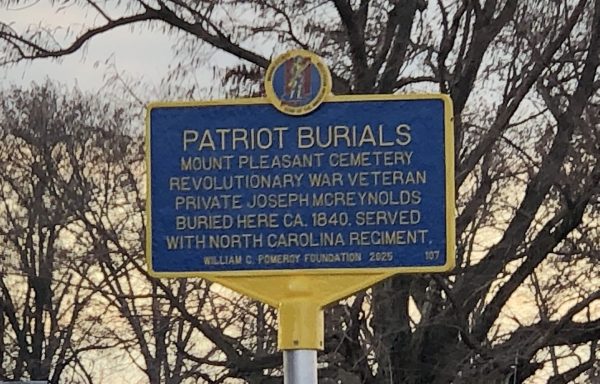 PATRIOT BURIALS
MOUNT PLEASANT CEMETERY
REVOLUTIONARY WAR VETERAN
PRIVATE JOSEPH MCREYNOLDS
BURIED HERE CA. 1840. SERVED
WITH NORTH CAROLINA REGIMENT.
WILLIAM C. POMEROY FOUNDATION 2025 107